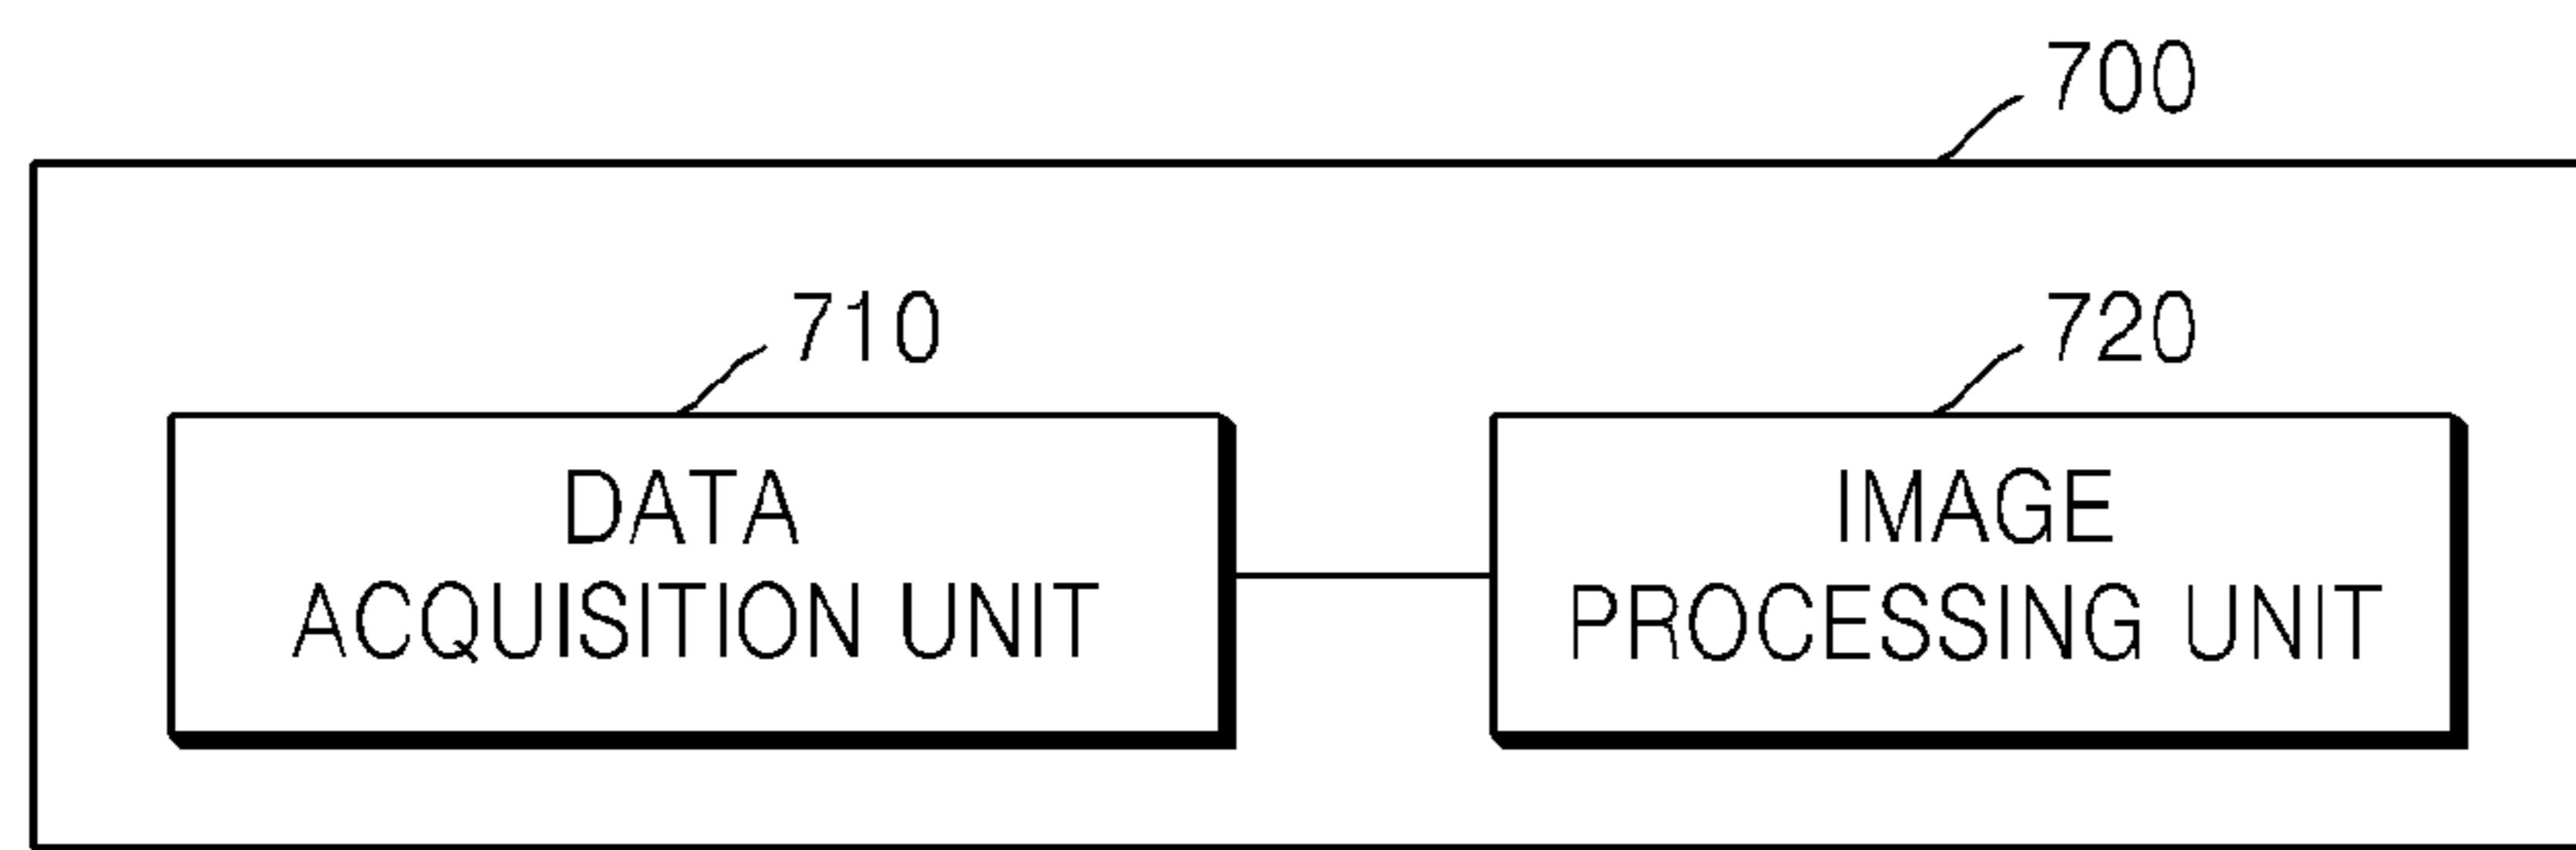 700
710
720
DATA
ACQUISITION UNIT
IMAGE
PROCESSING UNIT